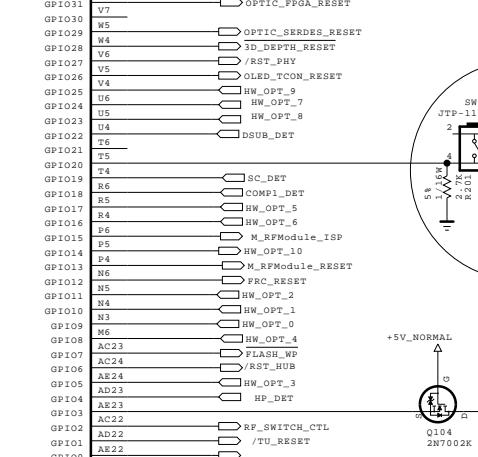 GPIO31 OPTIC_FPGA_RESET
V7
GPIO30
W5
GPIO29 OPTIC_SERDES_RESET
W4
GPIO28 3D_DEPTH_RESET
V6
GPIO27 /RST_PHY
V5
GPIO26 OLED_TCON_RESET
V4
GPIO25 HW_OPT_9
U6
GPIO24 HW_OPT_7
U5
GPIO23 HW_OPT_8
U4
GPIO22 DSUB_DET
T6
GPIO21
T5
GPIO20
T4
GPIO19 SC_DET
R6
GPIO18 COMP1_DET
R5
GPIO17 HW_OPT_5
R4
GPIO16 HW_OPT_6
P6
GPIO15 M_RFModule_ISP
P5
GPIO14 HW_OPT_10
P4
GPIO13 M_RFModule_RESET
N6
GPIO12 FRC_RESET
N5
GPIO11 HW_OPT_2
N4
GPIO10 HW_OPT_1
N3
GPIO9 HW_OPT_0
M6
GPIO8 HW_OPT_4
AC23
GPIO7 FLASH_WP
AC24
GPIO6 /RST_HUB
AE24
GPIO5 HW_OPT_3
AD23
GPIO4 HP_DET
AE23
GPIO3
AC22
GPIO2 RF_SWITCH_CTL
AD22
GPIO1 /TU_RESET
AE22
SW
JTP-11
2
4
5%
1/16W
2.7K
R201
+5V_NORMAL
G
S
D
Q104
2N7002K